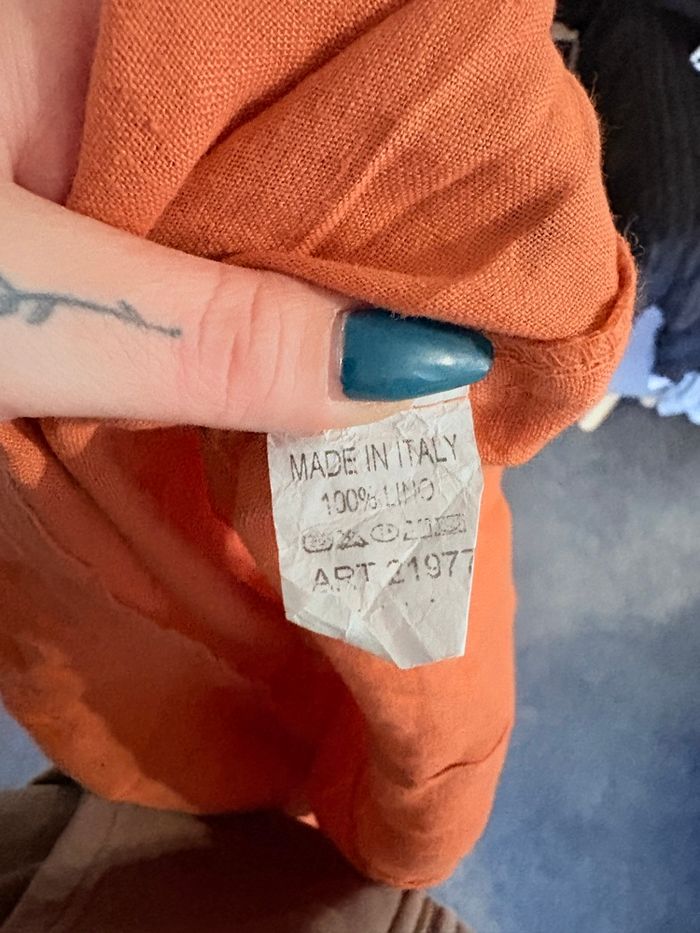 MADE IN ITALY
100% LINO
ART 21977